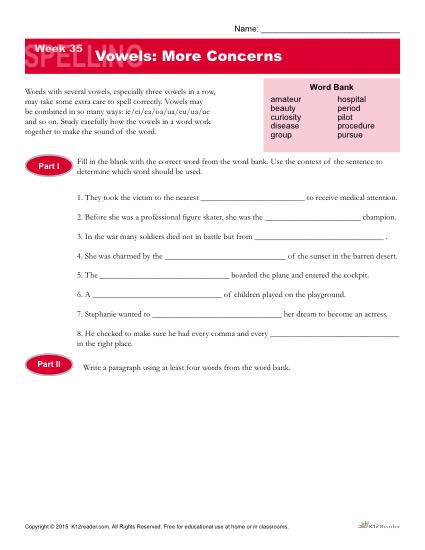 Name: ______________________________
SPELLING
Week 35
Vowels: More Concerns
Words with several vowels, especially three vowels in a row,
may take some extra care to spell correctly. Vowels may
be combined in so many ways: ie/ei/ea/oa/ua/eu/ua/ue
and so on. Study carefully how the vowels in a word work
together to make the sound of the word.
Word Bank
amateur hospital
beauty period
curiosity pilot
disease procedure
group pursue
Part I
Fill in the blank with the correct word from the word bank. Use the context of the sentence to
determine which word should be used.
1. They took the victim to the nearest ______________________ to receive medical attention.
2. Before she was a professional figure skater, she was the ____________________ champion.
3. In the war many soldiers died not in battle but from ___________________________ .
4. She was charmed by the __________________________ of the sunset in the barren desert.
5. The ___________________________ boarded the plane and entered the cockpit.
6. A ___________________________ of children played on the playground.
7. Stephanie wanted to ___________________________ her dream to become an actress.
8. He checked to make sure he had every comma and every ___________________________
in the right place.
Part II
Write a paragraph using at least four words from the word bank.
Copyright © 2015 K12reader.com. All Rights Reserved. Free for educational use at home or in classrooms.
K12Reader